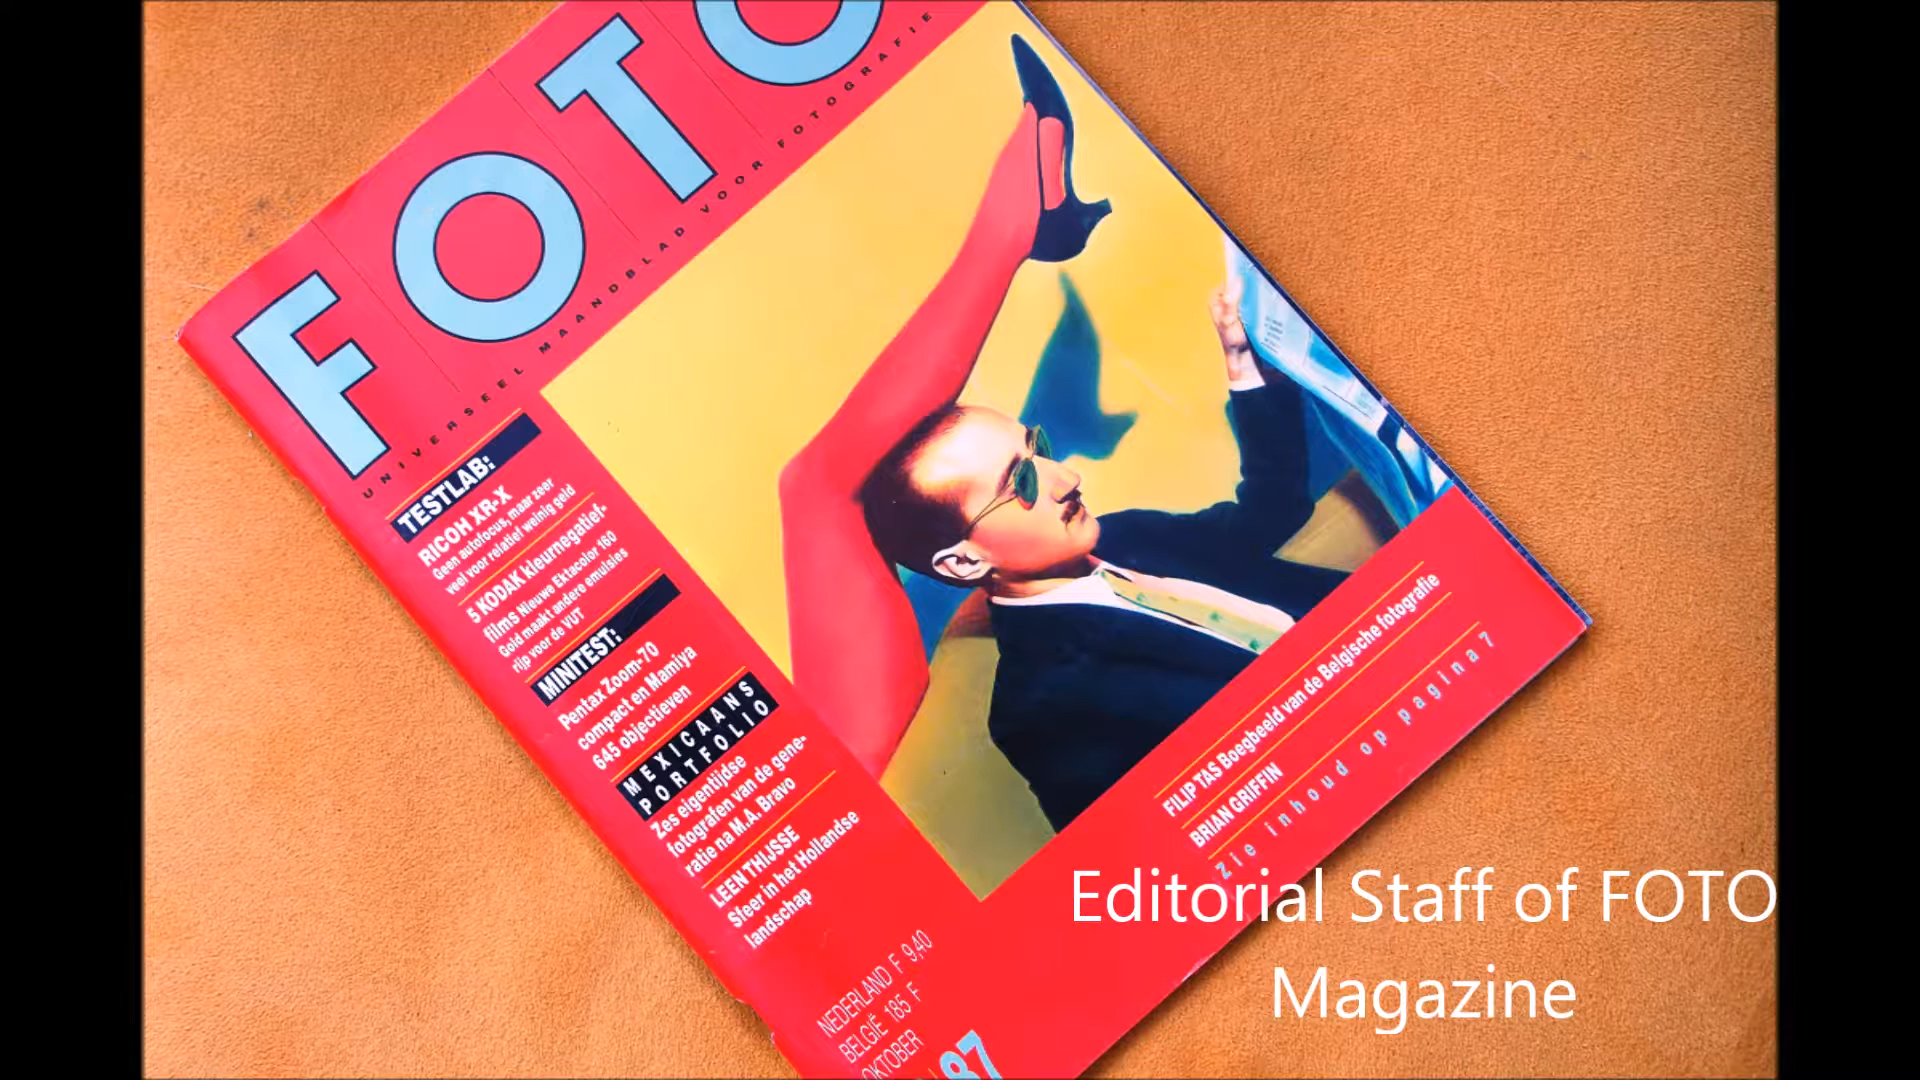 FOTO
UNIVERSEEL MAANDBLAD VOOR FOTOGRAFIE
TESTLAB:
RICOH XR-X
Geen autofocus, maar zeer
veel voor relatief weinig geld
5 KODAK kleurnegatief-
films Nieuwe Ektacolor 160
Gold maakt andere emulsies
rijp voor de VUT
MINITEST:
Pentax Zoom-70
compact en Mamiya
645 objectieven
MEXICAANS
PORTFOLIO
Zes eigentijdse
fotografen van de gene-
ratie na M.A. Bravo
LEEN THIJSSE
Sfeer in het Hollandse
landschap
FILIP TAS Boegbeeld van de Belgische fotografie
BRIAN GRIFFIN
Zie inhoud op pagina 7
NEDERLAND F 9,40
BELGIË 185 F
OKTOBER
87
Editorial Staff of FOTO
Magazine